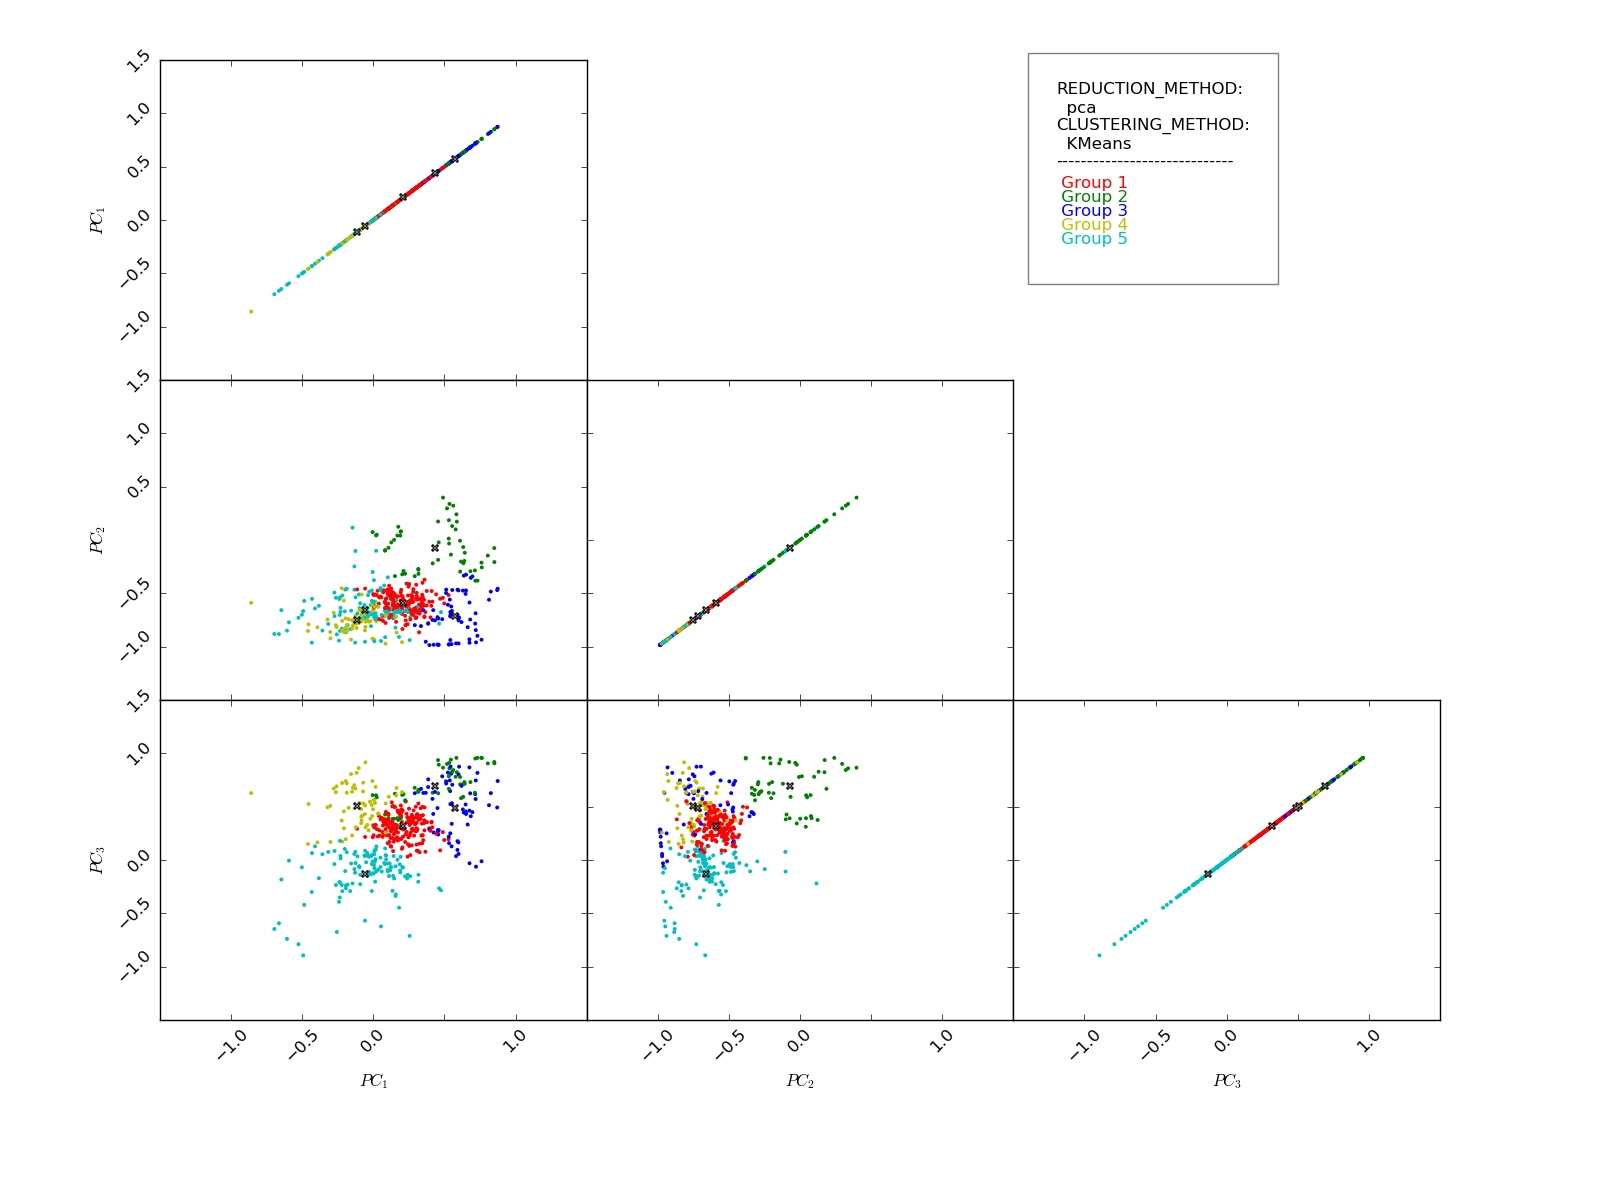 1.5
1.0
0.5
0.0
−0.5
−1.0
PC1
REDUCTION_METHOD:
pca
CLUSTERING_METHOD:
KMeans
------------------------------
Group 1
Group 2
Group 3
Group 4
Group 5
1.5
1.0
0.5
−0.5
−1.0
PC2
1.5
1.0
0.0
−0.5
−1.0
PC3
−1.0 −0.5 0.0 1.0
−1.0 −0.5 0.0 1.0
−1.0 −0.5 0.0 1.0
PC1
PC2
PC3